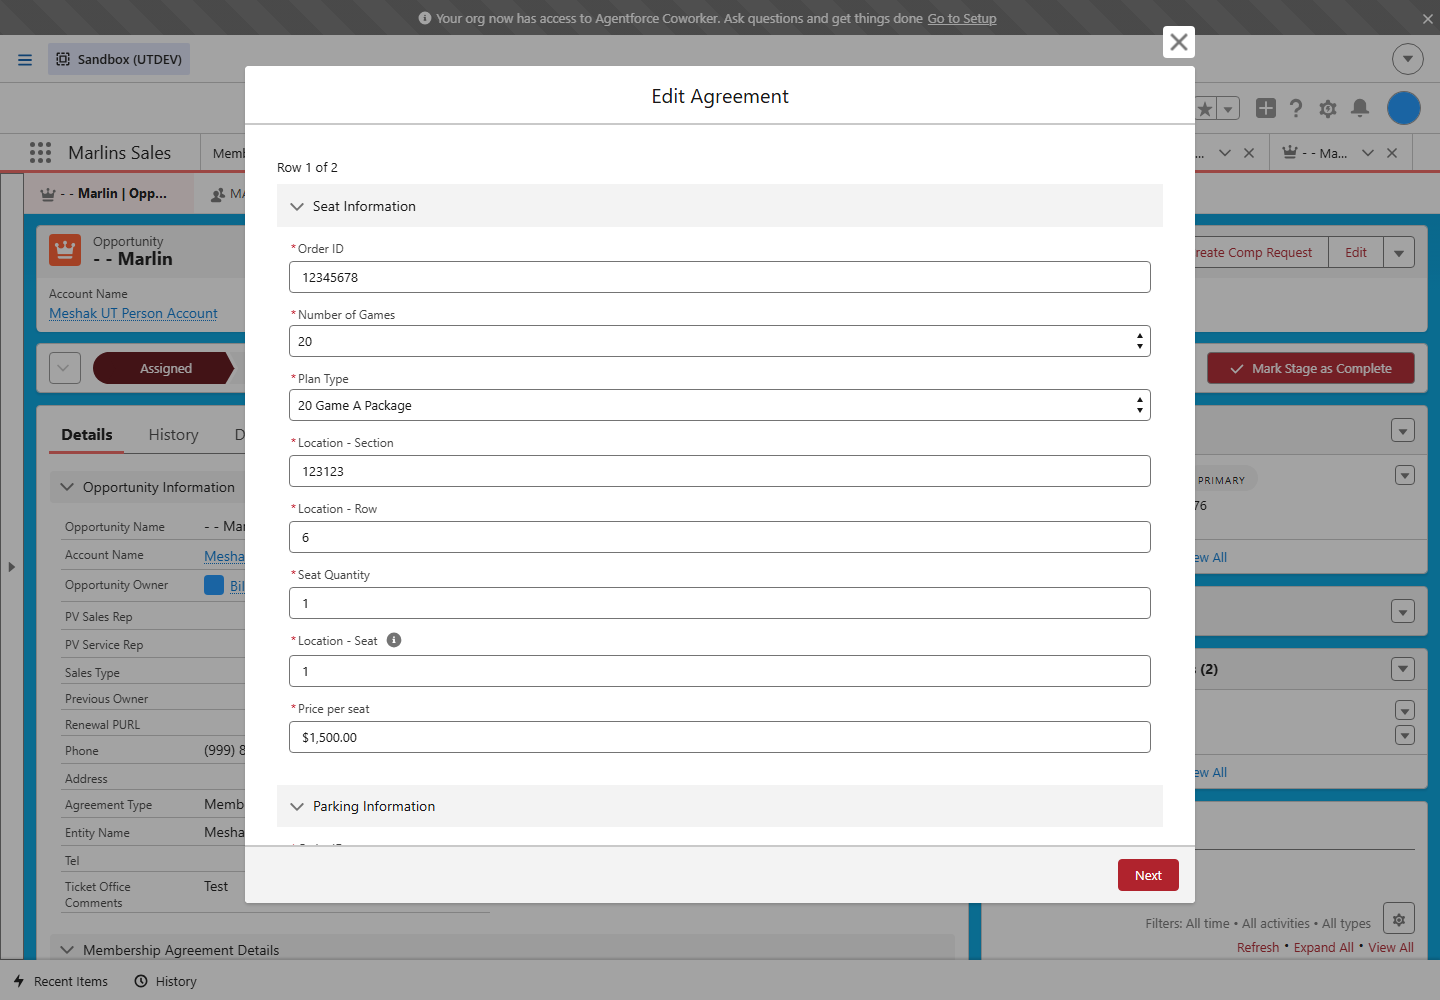 Your org now has access to Agentforce Coworker. Ask questions and get things done Go to Setup
Sandbox (UTDEV)
Marlins Sales
- - Ma...
- - Marlin | Opp...
Opportunity
- - Marlin
Create Comp Request
Edit
Account Name
Meshak UT Person Account
Assigned
Mark Stage as Complete
Details
History
Opportunity Information
Opportunity Name
- - Mar
Account Name
Mesha
Opportunity Owner
Bil
PV Sales Rep
PV Service Rep
Sales Type
Previous Owner
Renewal PURL
Phone
(999) 8
Address
Agreement Type
Memb
Entity Name
Mesha
Tel
Ticket Office
Comments
Test
Membership Agreement Details
Edit Agreement
Row 1 of 2
Seat Information
*Order ID
12345678
*Number of Games
20
*Plan Type
20 Game A Package
*Location - Section
123123
*Location - Row
6
*Seat Quantity
1
*Location - Seat
1
*Price per seat
$1,500.00
Parking Information
Next
PRIMARY
76
ew All
(2)
ew All
Filters: All time • All activities • All types
Refresh • Expand All • View All
Recent Items
History